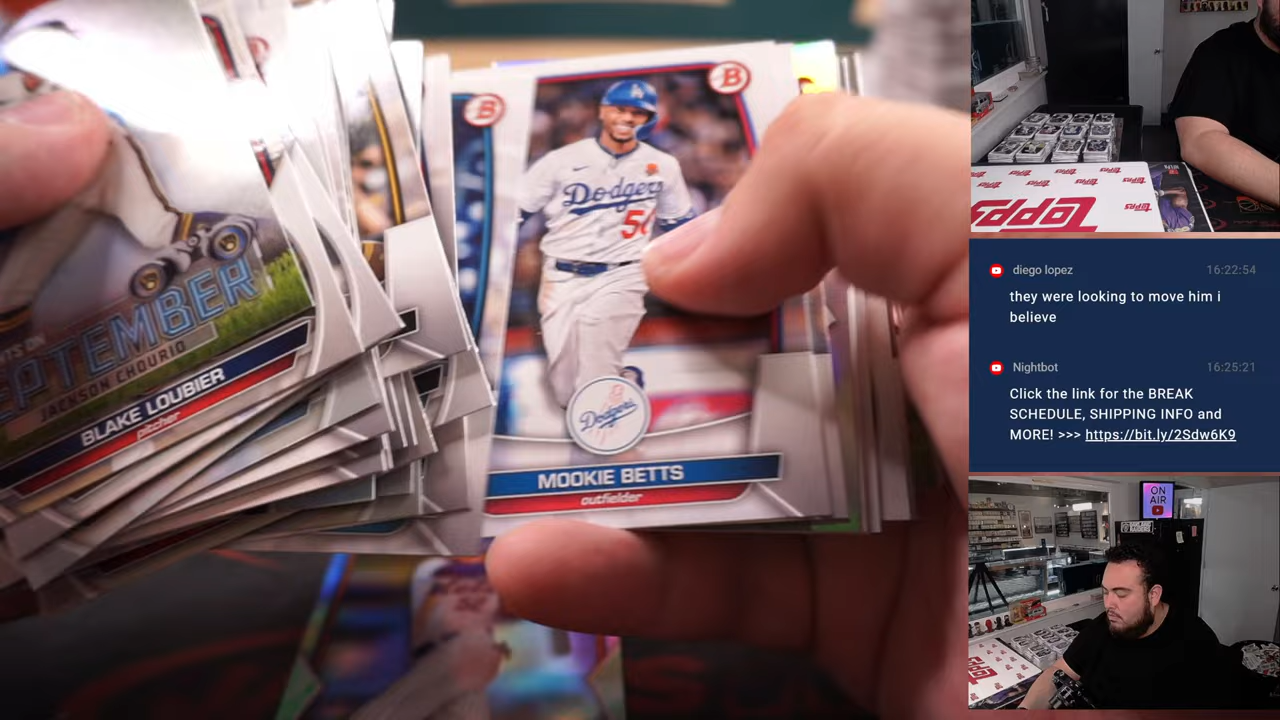 B
B
Dodgers
Dodgers
MOOKIE BETTS
outfielder
SEPTEMBER
JACKSON CHOURIO
BLAKE LOUBIER
pitcher
Topps
diego lopez 16:22:54
they were looking to move him i
believe
Nightbot 16:25:21
Click the link for the BREAK
SCHEDULE, SHIPPING INFO and
MORE! >>> https://bit.ly/2Sdw6K9
ON
AIR